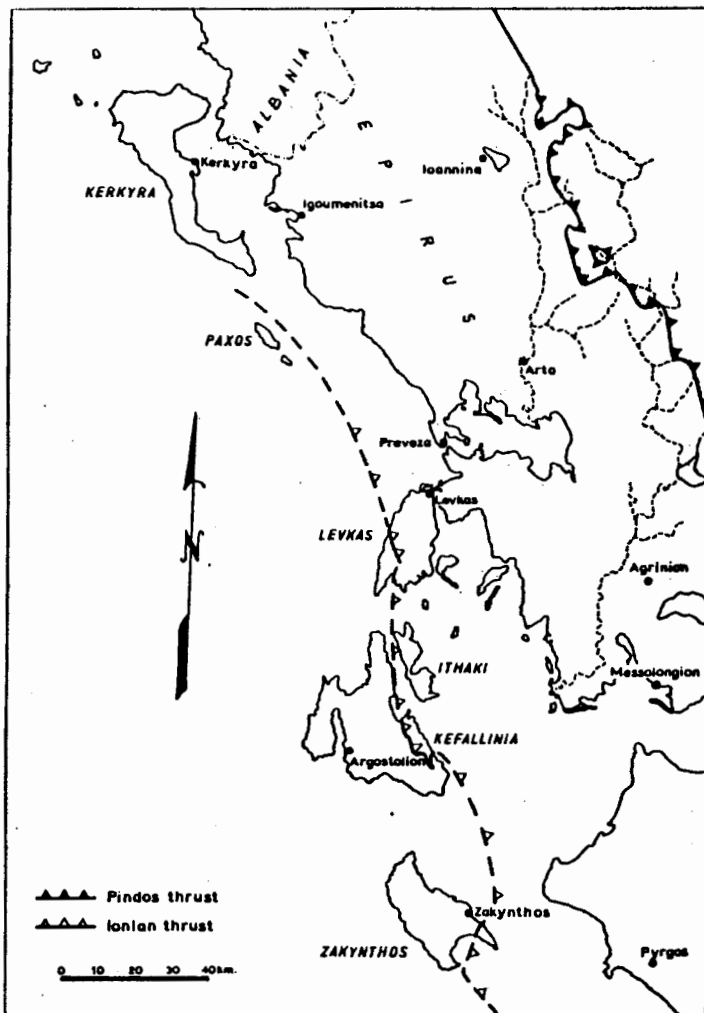 ALBANIA
EPIRUS
Kerkyra
KERKYRA
Ioannina
Igoumenitsa
PAXOS
Arta
Preveza
Levkas
LEVKAS
N
Agrinion
ITHAKI
Messolongion
KEFALLINIA
Argostolion
Pindos thrust
Ionian thrust
Zakynthos
ZAKYNTHOS
Pyrgos
0 10 20 30 40km.